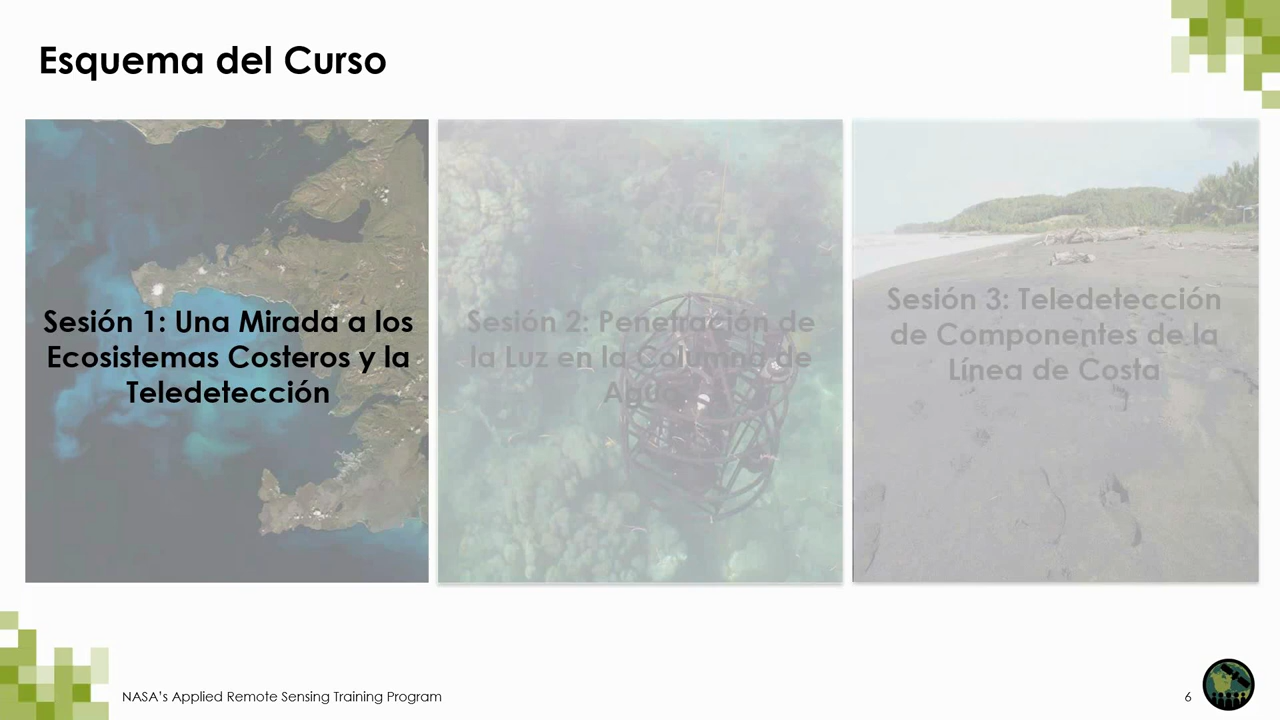 Esquema del Curso
Sesión 1: Una Mirada a los
Ecosistemas Costeros y la
Teledetección
Sesión 2: Penetración de
la Luz en la Columna de
Agua
Sesión 3: Teledetección
de Componentes de la
Línea de Costa
NASA's Applied Remote Sensing Training Program
6